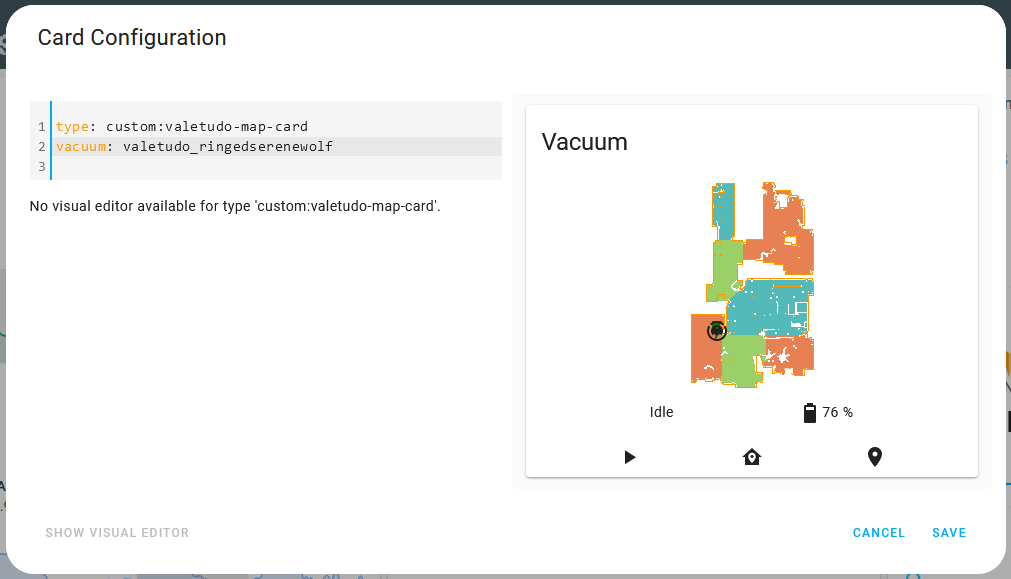 Card Configuration
1 type: custom:valetudo-map-card
2 vacuum: valetudo_ringedserenewolf
3
No visual editor available for type 'custom:valetudo-map-card'.
Vacuum
Idle
76 %
SHOW VISUAL EDITOR
CANCEL
SAVE